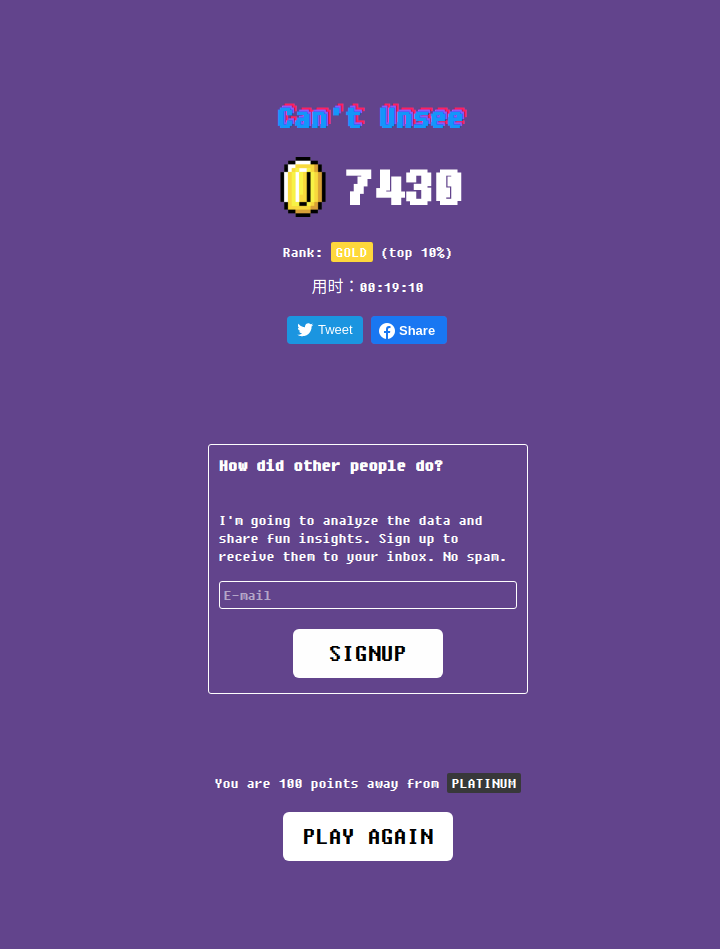 Can't Unsee
7430
Rank: GOLD (top 10%)
用时：00:19:10
Tweet Share
How did other people do?
I'm going to analyze the data and
share fun insights. Sign up to
receive them to your inbox. No spam.
E-mail
SIGNUP
You are 100 points away from PLATINUM
PLAY AGAIN